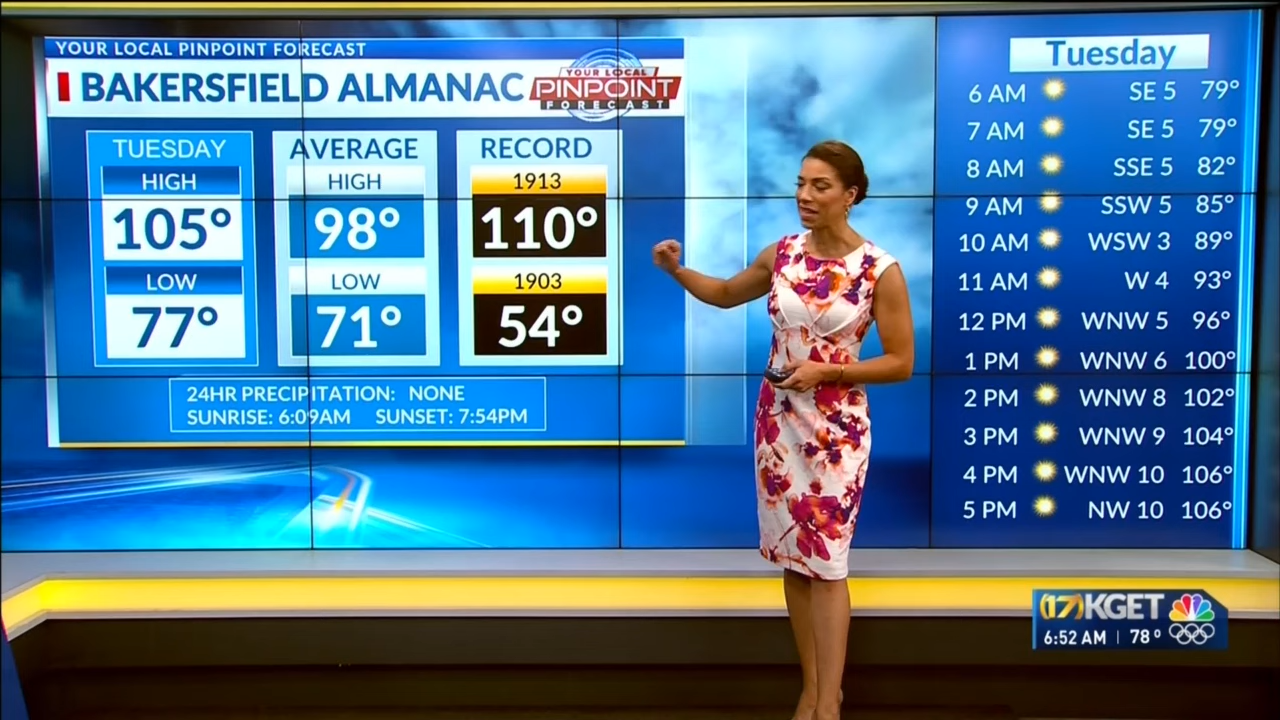 YOUR LOCAL PINPOINT FORECAST
BAKERSFIELD ALMANAC
YOUR LOCAL
PINPOINT
FORECAST
TUESDAY
HIGH
105°
LOW
77°
AVERAGE
HIGH
98°
LOW
71°
RECORD
1913
110°
1903
54°
24HR PRECIPITATION: NONE
SUNRISE: 6:09AM SUNSET: 7:54PM
Tuesday
6 AM SE 5 79°
7 AM SE 5 79°
8 AM SSE 5 82°
9 AM SSW 5 85°
10 AM WSW 3 89°
11 AM W 4 93°
12 PM WNW 5 96°
1 PM WNW 6 100°
2 PM WNW 8 102°
3 PM WNW 9 104°
4 PM WNW 10 106°
5 PM NW 10 106°
17 KGET
6:52 AM | 78°